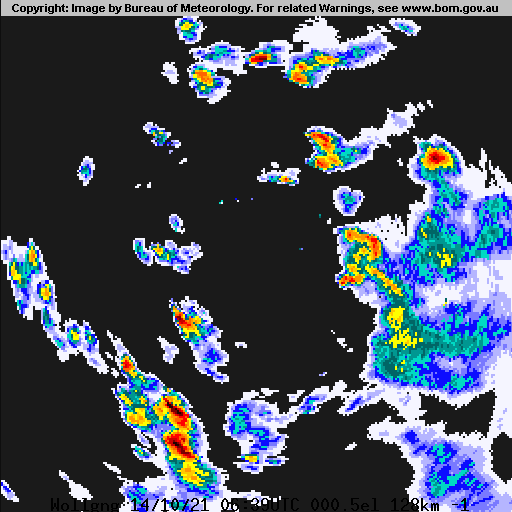 Copyright: Image by Bureau of Meteorology. For related Warnings, see www.bom.gov.au
14/10/21 06:30UTC 000.5el 128km -1